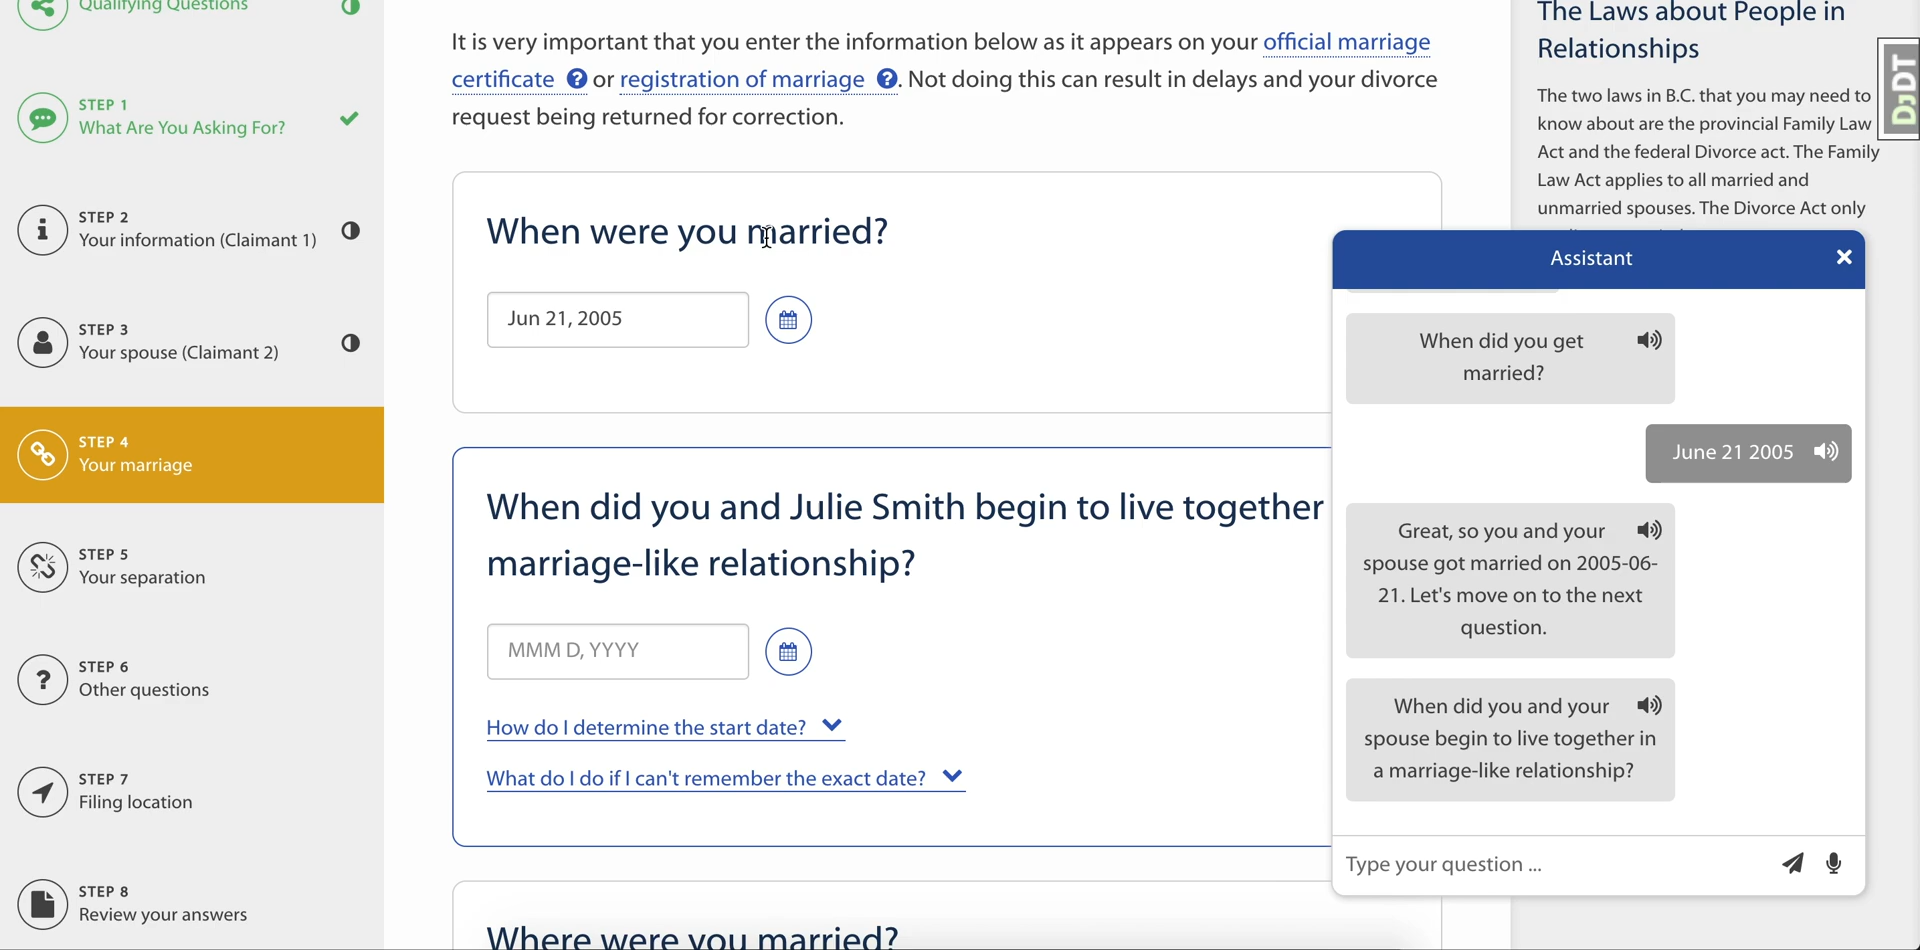 Qualifying Questions
STEP 1
What Are You Asking For?
STEP 2
Your information (Claimant 1)
STEP 3
Your spouse (Claimant 2)
STEP 4
Your marriage
STEP 5
Your separation
STEP 6
Other questions
STEP 7
Filing location
STEP 8
Review your answers
It is very important that you enter the information below as it appears on your official marriage
certificate ? or registration of marriage ?. Not doing this can result in delays and your divorce
request being returned for correction.
When were you married?
Jun 21, 2005
When did you and Julie Smith begin to live together
marriage-like relationship?
MMM D, YYYY
How do I determine the start date?
What do I do if I can't remember the exact date?
Where were you married?
The Laws about People in
Relationships
The two laws in B.C. that you may need to
know about are the provincial Family Law
Act and the federal Divorce act. The Family
Law Act applies to all married and
unmarried spouses. The Divorce Act only
DJDT
Assistant
When did you get
married?
June 21 2005
Great, so you and your
spouse got married on 2005-06-
21. Let's move on to the next
question.
When did you and your
spouse begin to live together in
a marriage-like relationship?
Type your question ...